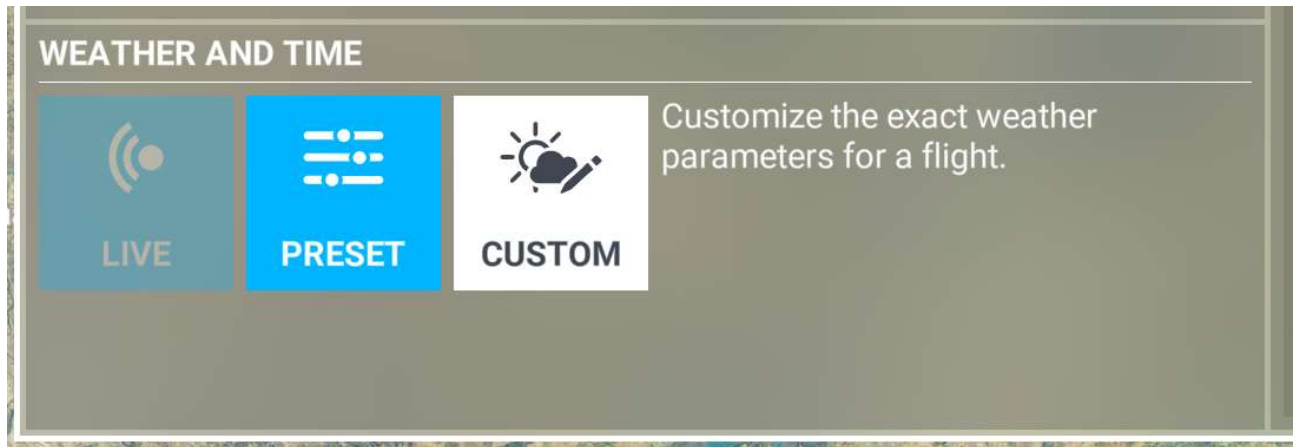 WEATHER AND TIME
LIVE
PRESET
CUSTOM
Customize the exact weather
parameters for a flight.